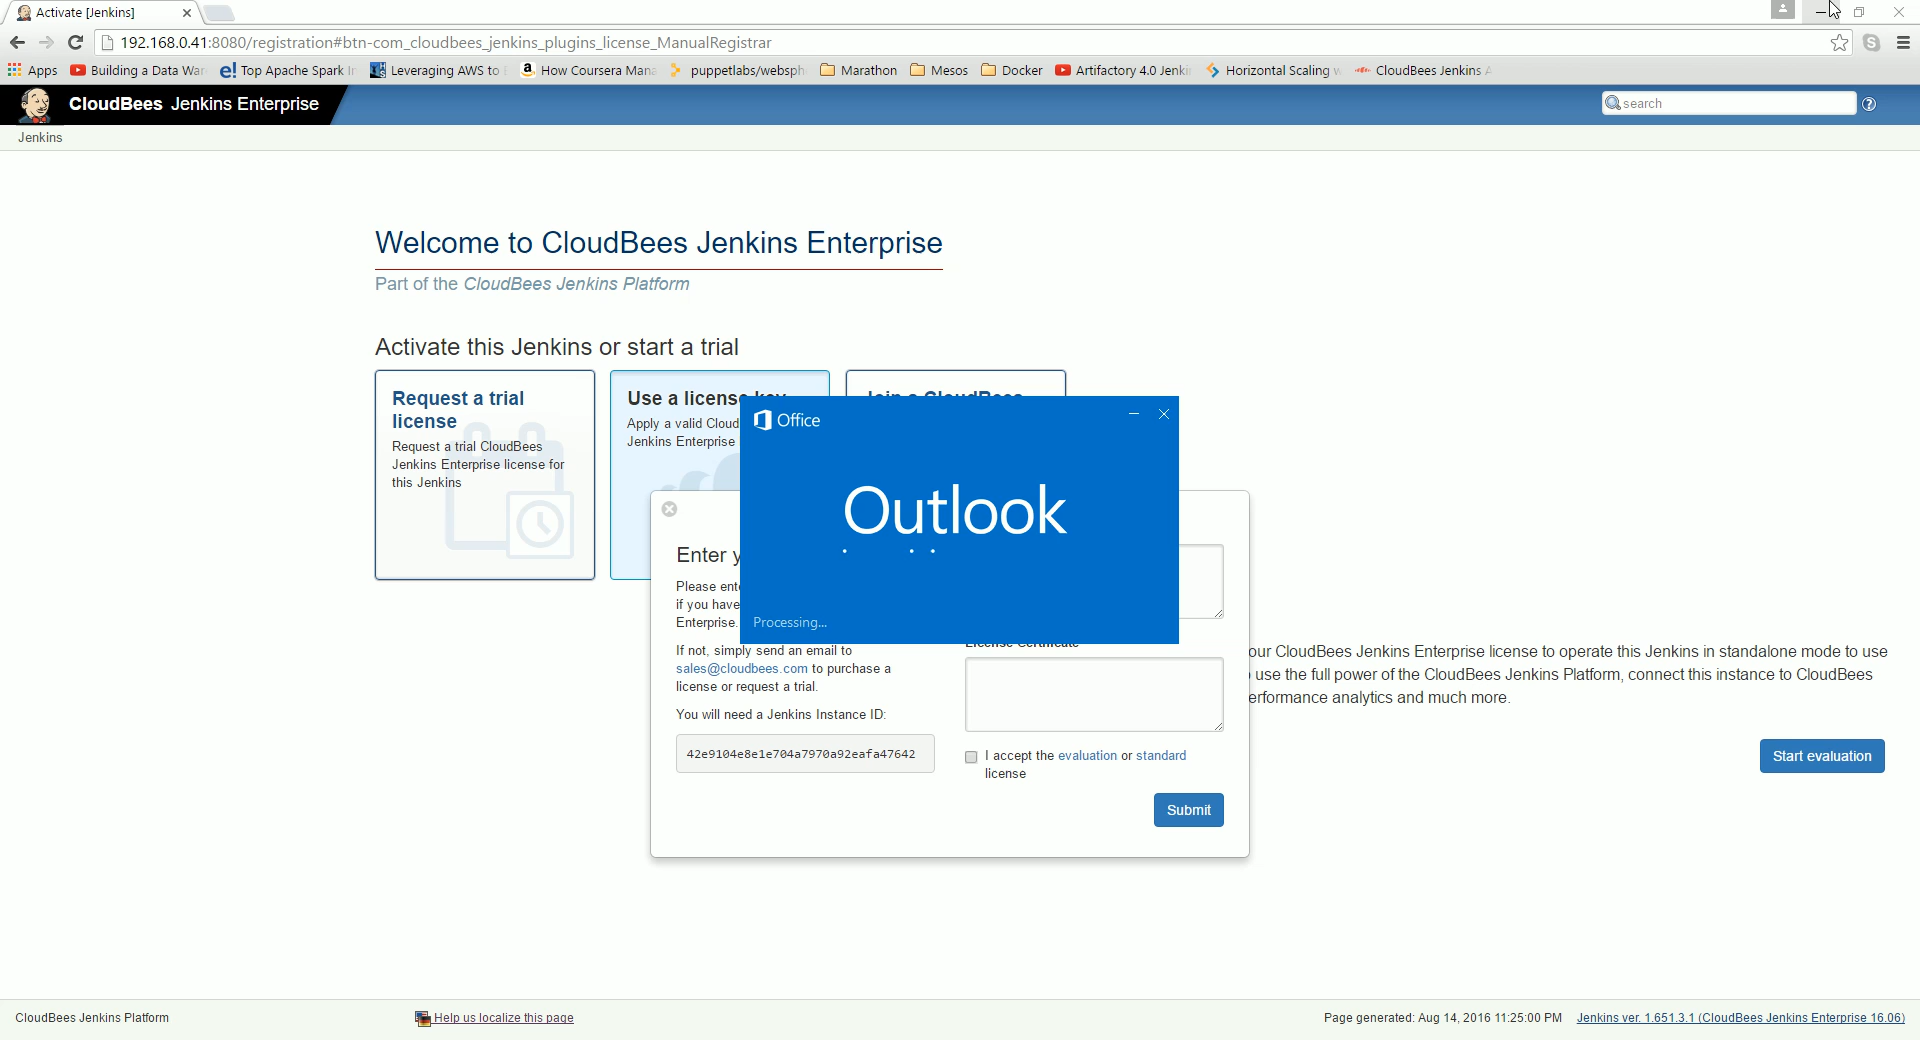 Activate [Jenkins]
192.168.0.41:8080/registration#btn-com_cloudbees_jenkins_plugins_license_ManualRegistrar
Apps Building a Data War Top Apache Spark I Leveraging AWS to How Coursera Mana puppetlabs/websph Marathon Mesos Docker Artifactory 4.0 Jenki Horizontal Scaling w CloudBees Jenkins A
CloudBees Jenkins Enterprise
search
Jenkins
Welcome to CloudBees Jenkins Enterprise
Part of the CloudBees Jenkins Platform
Activate this Jenkins or start a trial
Request a trial
license
Request a trial CloudBees
Jenkins Enterprise license for
this Jenkins
Use a license key
Apply a valid Cloud
Jenkins Enterprise
Join a CloudBees
Office
Outlook
Processing...
Enter y
Please ente
if you have
Enterprise.
If not, simply send an email to
sales@cloudbees.com to purchase a
license or request a trial.
You will need a Jenkins Instance ID:
42e9104e8e1e704a7970a92eafa47642
License Certificate
I accept the evaluation or standard
license
Submit
our CloudBees Jenkins Enterprise license to operate this Jenkins in standalone mode to use
use the full power of the CloudBees Jenkins Platform, connect this instance to CloudBees
erformance analytics and much more.
Start evaluation
CloudBees Jenkins Platform
Help us localize this page
Page generated: Aug 14, 2016 11:25:00 PM
Jenkins ver. 1.651.3.1 (CloudBees Jenkins Enterprise 16.06)